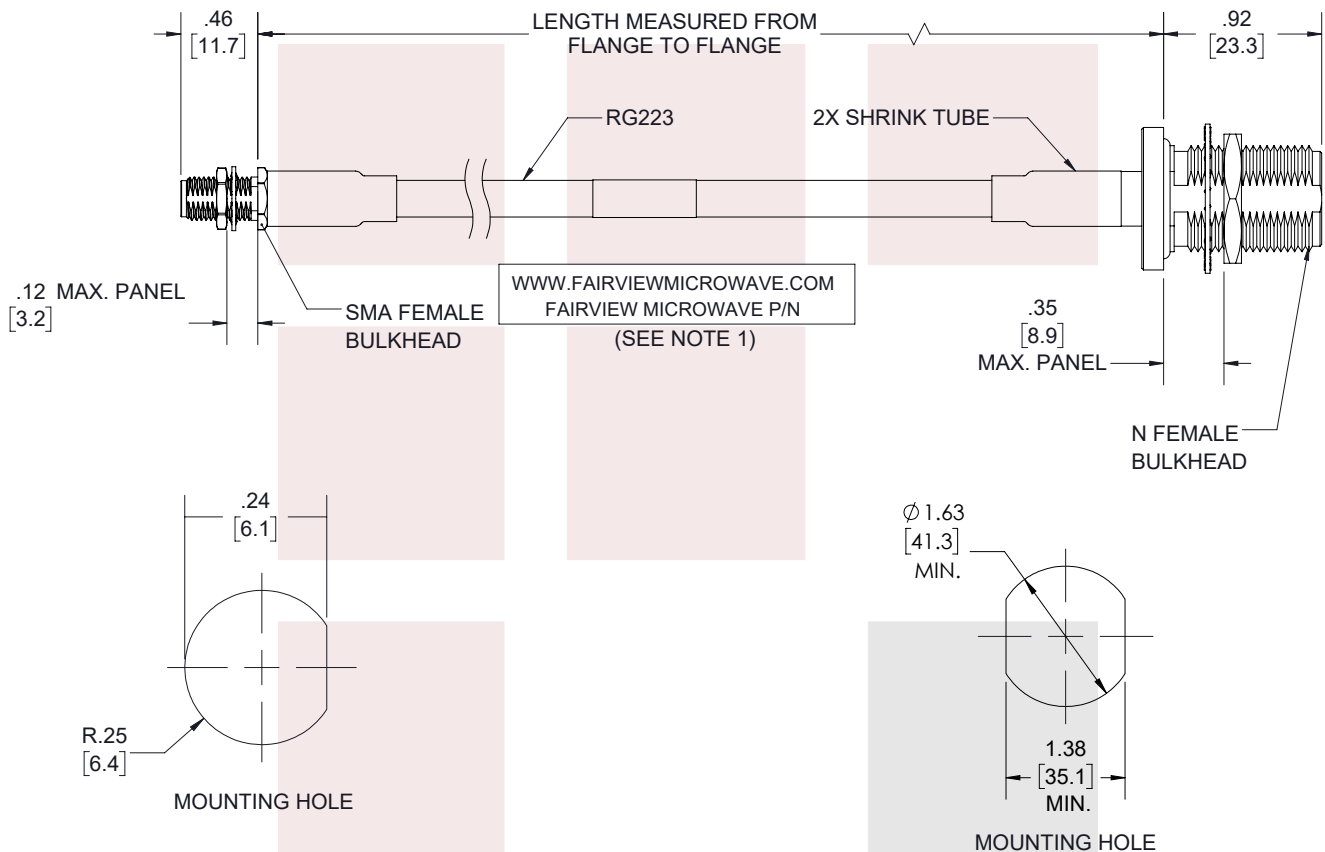 .46
[11.7]
LENGTH MEASURED FROM
FLANGE TO FLANGE
.92
[23.3]
RG223
2X SHRINK TUBE
.12 MAX. PANEL
[3.2]
SMA FEMALE
BULKHEAD
WWW.FAIRVIEWMICROWAVE.COM
FAIRVIEW MICROWAVE P/N
(SEE NOTE 1)
.35
[8.9]
MAX. PANEL
N FEMALE
BULKHEAD
.24
[6.1]
R.25
[6.4]
MOUNTING HOLE
∅1.63
[41.3]
MIN.
1.38
[35.1]
MIN.
MOUNTING HOLE